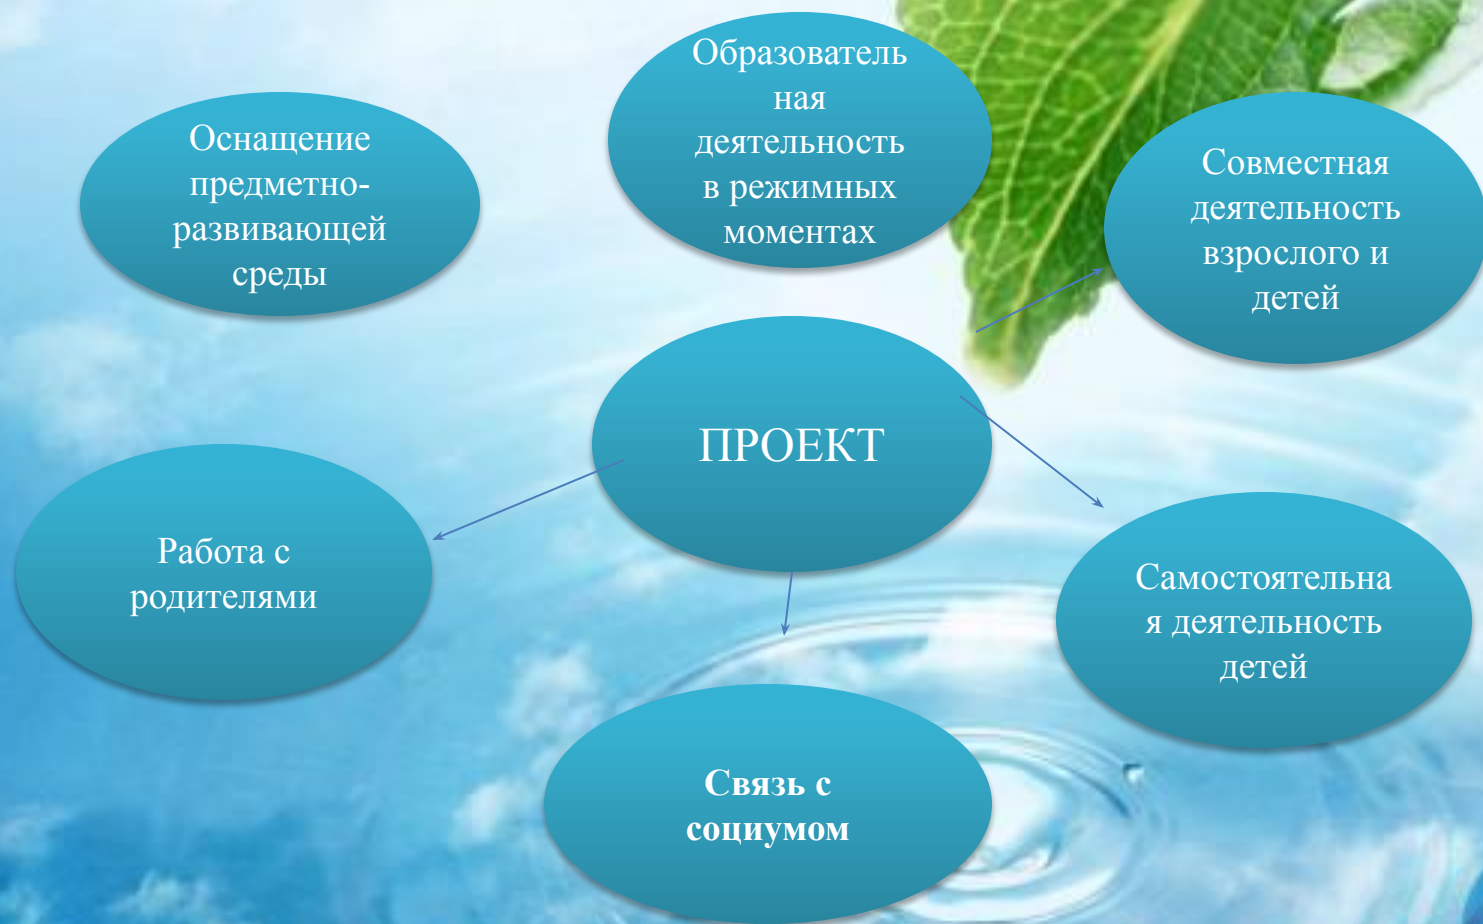 Образователь
ная
деятельность
в режимных
моментах
Оснащение
предметно-
развивающей
среды
Совместная
деятельность
взрослого и
детей
ПРОЕКТ
Работа с
родителями
Самостоятельна
я деятельность
детей
Связь с
социумом